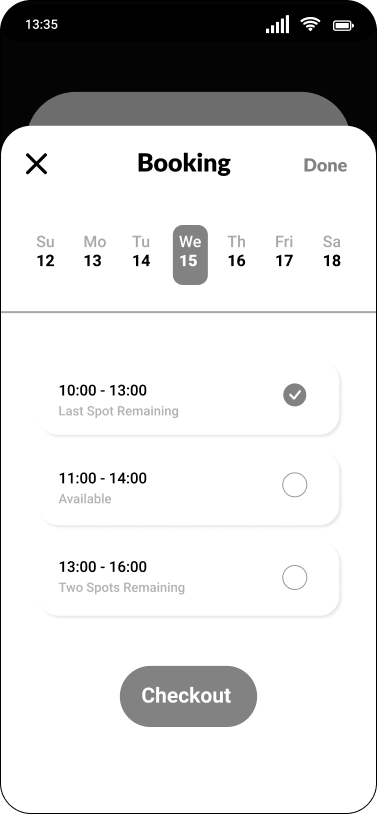 13:35
Booking
Done
Su Mo Tu We Th Fri Sa
12 13 14 15 16 17 18
10:00 - 13:00
Last Spot Remaining
11:00 - 14:00
Available
13:00 - 16:00
Two Spots Remaining
Checkout